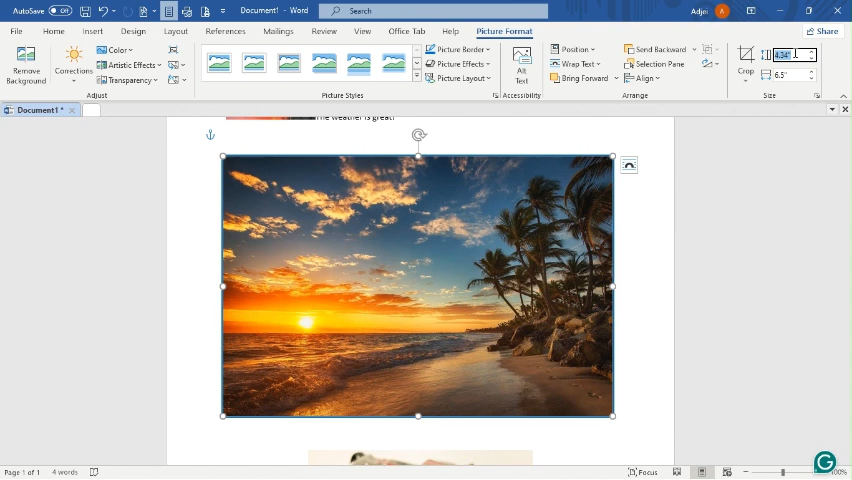 AutoSave Off Document1 - Word Search Adjei A
File Home Insert Design Layout References Mailings Review View Office Tab Help Picture Format Share
Remove Background
Corrections
Color
Artistic Effects
Transparency
Adjust
Picture Border
Picture Effects
Picture Layout
Picture Styles
Alt Text
Accessibility
Position
Wrap Text
Bring Forward
Send Backward
Selection Pane
Align
Arrange
Crop
4.34"
6.5"
Size
Document1 *
The weather is great!
Page 1 of 1 4 words Focus 100%